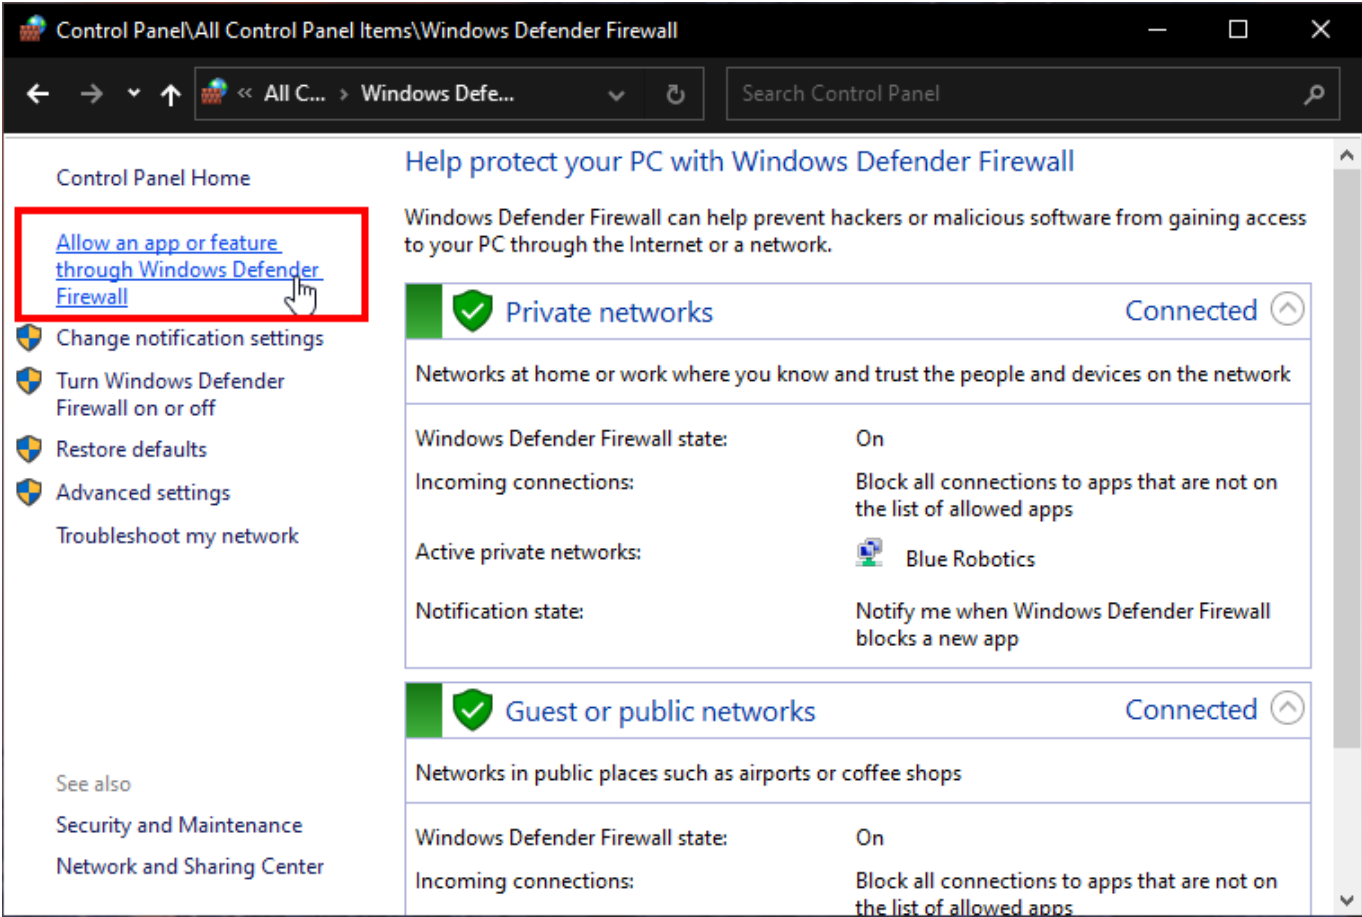 Control Panel\All Control Panel Items\Windows Defender Firewall
« All C... › Windows Defe...
Search Control Panel
Control Panel Home
Allow an app or feature
through Windows Defender
Firewall
Change notification settings
Turn Windows Defender
Firewall on or off
Restore defaults
Advanced settings
Troubleshoot my network
See also
Security and Maintenance
Network and Sharing Center
Help protect your PC with Windows Defender Firewall
Windows Defender Firewall can help prevent hackers or malicious software from gaining access
to your PC through the Internet or a network.
Private networks Connected
Networks at home or work where you know and trust the people and devices on the network
Windows Defender Firewall state: On
Incoming connections: Block all connections to apps that are not on
the list of allowed apps
Active private networks: Blue Robotics
Notification state: Notify me when Windows Defender Firewall
blocks a new app
Guest or public networks Connected
Networks in public places such as airports or coffee shops
Windows Defender Firewall state: On
Incoming connections: Block all connections to apps that are not on
the list of allowed apps